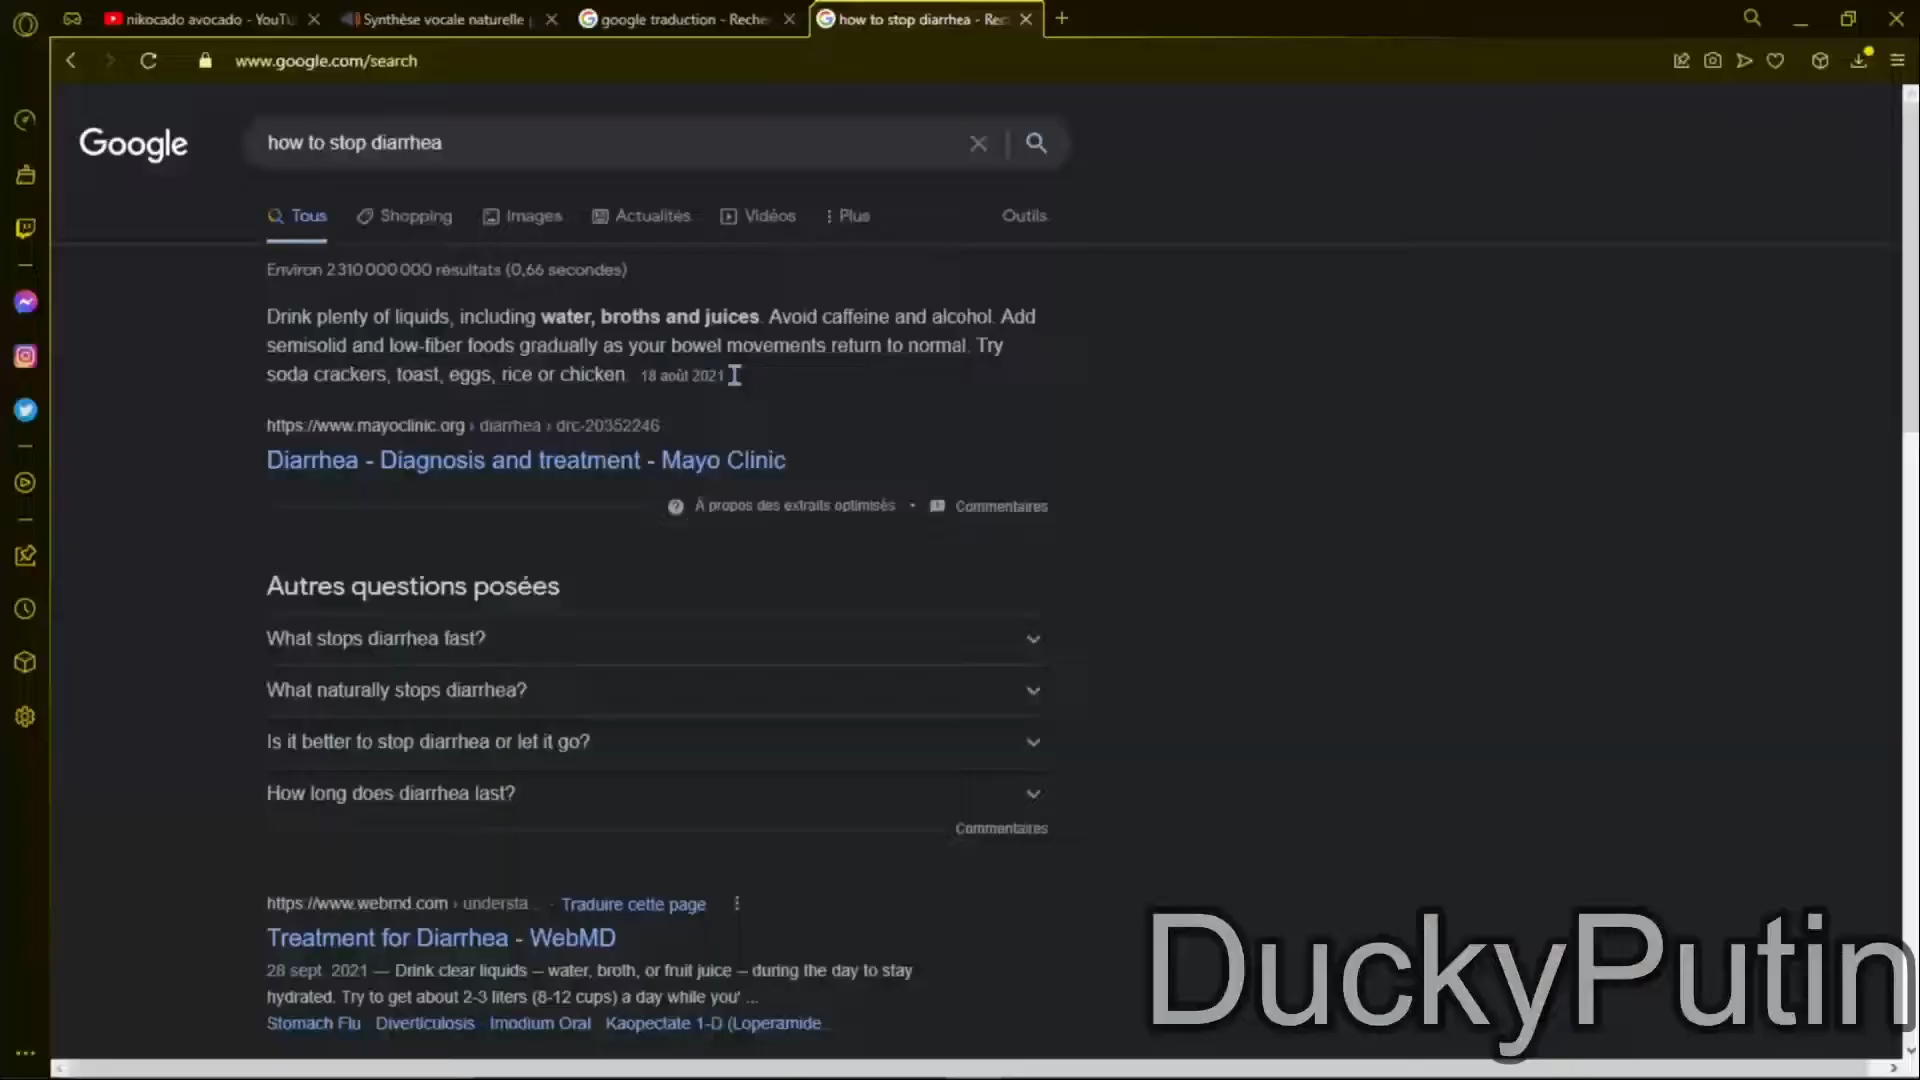 nikocado avocado - YouTu
Synthèse vocale naturelle
google traduction - Reche
how to stop diarrhea - Rec
www.google.com/search
Google
how to stop diarrhea
Tous
Shopping
Images
Actualités
Vidéos
Plus
Outils
Environ 2 310 000 000 résultats (0,66 secondes)
Drink plenty of liquids, including water, broths and juices. Avoid caffeine and alcohol. Add
semisolid and low-fiber foods gradually as your bowel movements return to normal. Try
soda crackers, toast, eggs, rice or chicken. 18 août 2021
https://www.mayoclinic.org › diarrhea › drc-20352246
Diarrhea - Diagnosis and treatment - Mayo Clinic
À propos des extraits optimisés • Commentaires
Autres questions posées
What stops diarrhea fast?
What naturally stops diarrhea?
Is it better to stop diarrhea or let it go?
How long does diarrhea last?
Commentaires
https://www.webmd.com › understa... · Traduire cette page
Treatment for Diarrhea - WebMD
28 sept. 2021 — Drink clear liquids -- water, broth, or fruit juice -- during the day to stay
hydrated. Try to get about 2-3 liters (8-12 cups) a day while you' ...
Stomach Flu · Diverticulosis · Imodium Oral · Kaopectate 1-D (Loperamide...
DuckyPutin